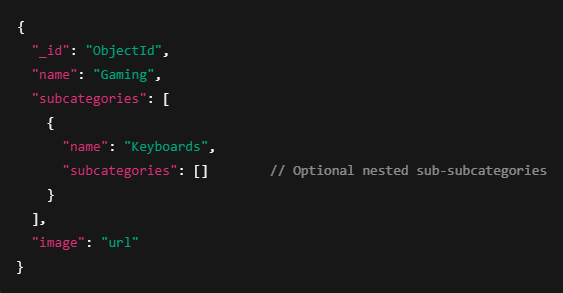 {
"_id": "ObjectId",
"name": "Gaming",
"subcategories": [
{
"name": "Keyboards",
"subcategories": []        // Optional nested sub-subcategories
}
],
"image": "url"
}